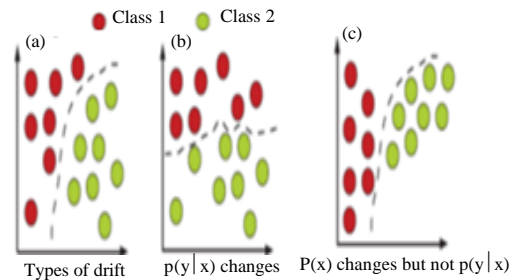 Class 1
Class 2
(a)
(b)
(c)
Types of drift
p(y|x) changes
P(x) changes but not p(y|x)